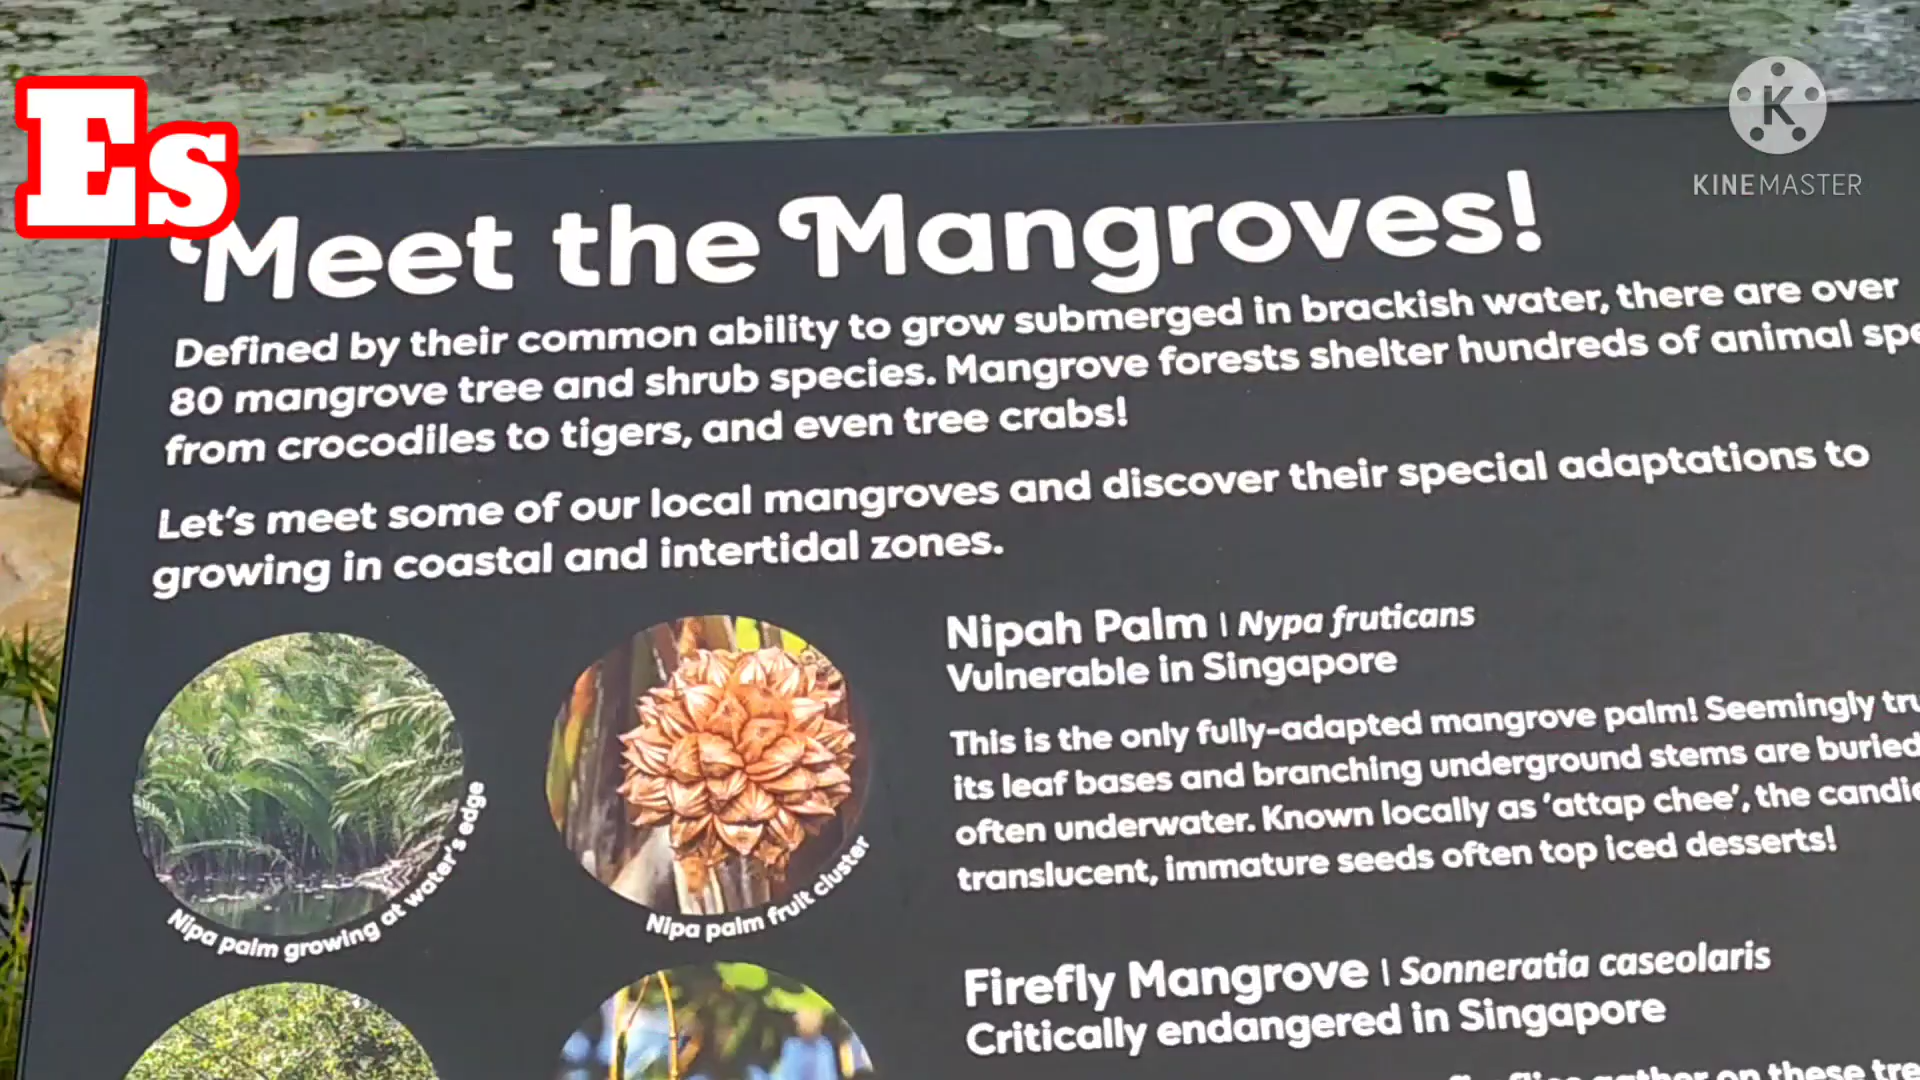 Es
KINEMASTER
Meet the Mangroves!
Defined by their common ability to grow submerged in brackish water, there are over
80 mangrove tree and shrub species. Mangrove forests shelter hundreds of animal
from crocodiles to tigers, and even tree crabs!
Let's meet some of our local mangroves and discover their special adaptations to
growing in coastal and intertidal zones.
Nipa palm growing at water's edge
Nipa palm fruit cluster
Nipah Palm | Nypa fruticans
Vulnerable in Singapore
This is the only fully-adapted mangrove palm! Seemingly
its leaf bases and branching underground stems are buried
often underwater. Known locally as 'attap chee', the
translucent, immature seeds often top iced desserts!
Firefly Mangrove | Sonneratia caseolaris
Critically endangered in Singapore
gather on these